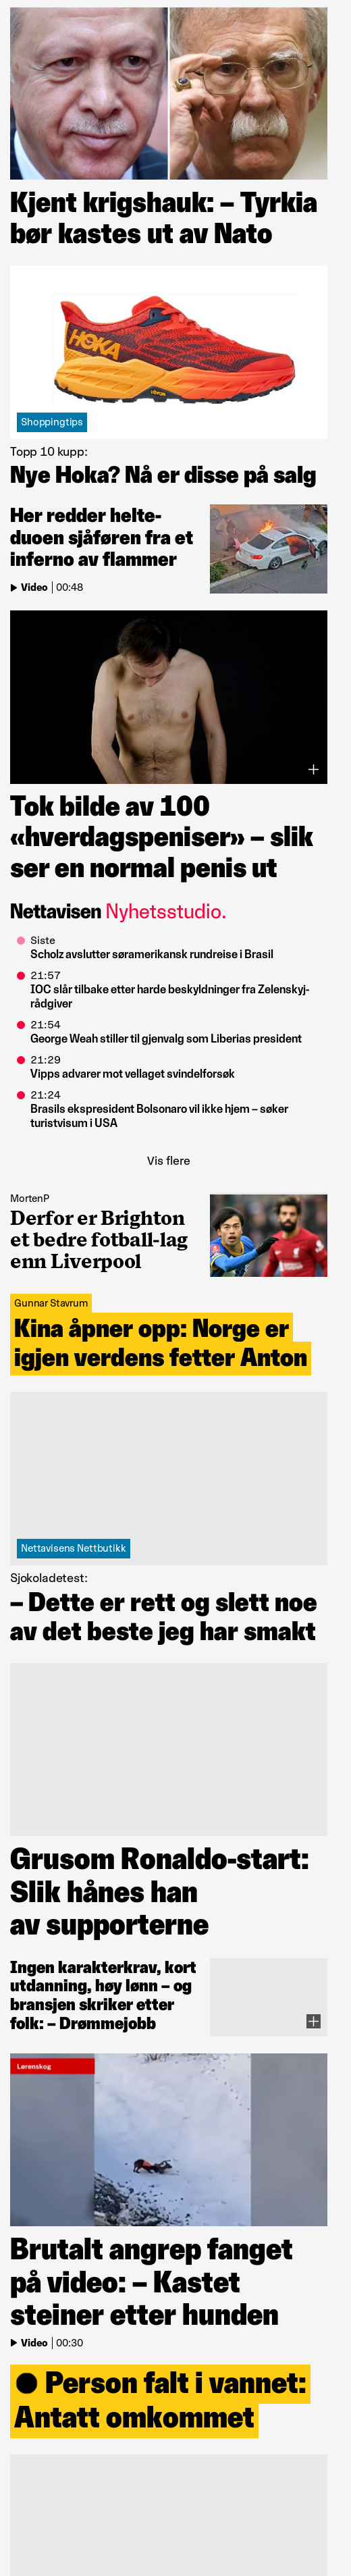 Kjent krigshauk: – Tyrkia
bør kastes ut av Nato
HOKA
Shoppingtips
Topp 10 kupp:
Nye Hoka? Nå er disse på salg
Her redder helte-
duoen sjåføren fra et
inferno av flammer
Video | 00:48
Tok bilde av 100
«hverdagspeniser» – slik
ser en normal penis ut
Nettavisen Nyhetsstudio.
Siste
Scholz avslutter søramerikansk rundreise i Brasil
21:57
IOC slår tilbake etter harde beskyldninger fra Zelenskyj-
rådgiver
21:54
George Weah stiller til gjenvalg som Liberias president
21:29
Vipps advarer mot vellaget svindelforsøk
21:24
Brasils ekspresident Bolsonaro vil ikke hjem – søker
turistvisum i USA
Vis flere
MortenP
Derfor er Brighton
et bedre fotball-lag
enn Liverpool
Gunnar Stavrum
Kina åpner opp: Norge er
igjen verdens fetter Anton
Nettavisens Nettbutikk
Sjokoladetest:
– Dette er rett og slett noe
av det beste jeg har smakt
Grusom Ronaldo-start:
Slik hånes han
av supporterne
Ingen karakterkrav, kort
utdanning, høy lønn – og
bransjen skriker etter
folk: – Drømmejobb
Lørenskog
Brutalt angrep fanget
på video: – Kastet
steiner etter hunden
Video | 00:30
Person falt i vannet:
Antatt omkommet